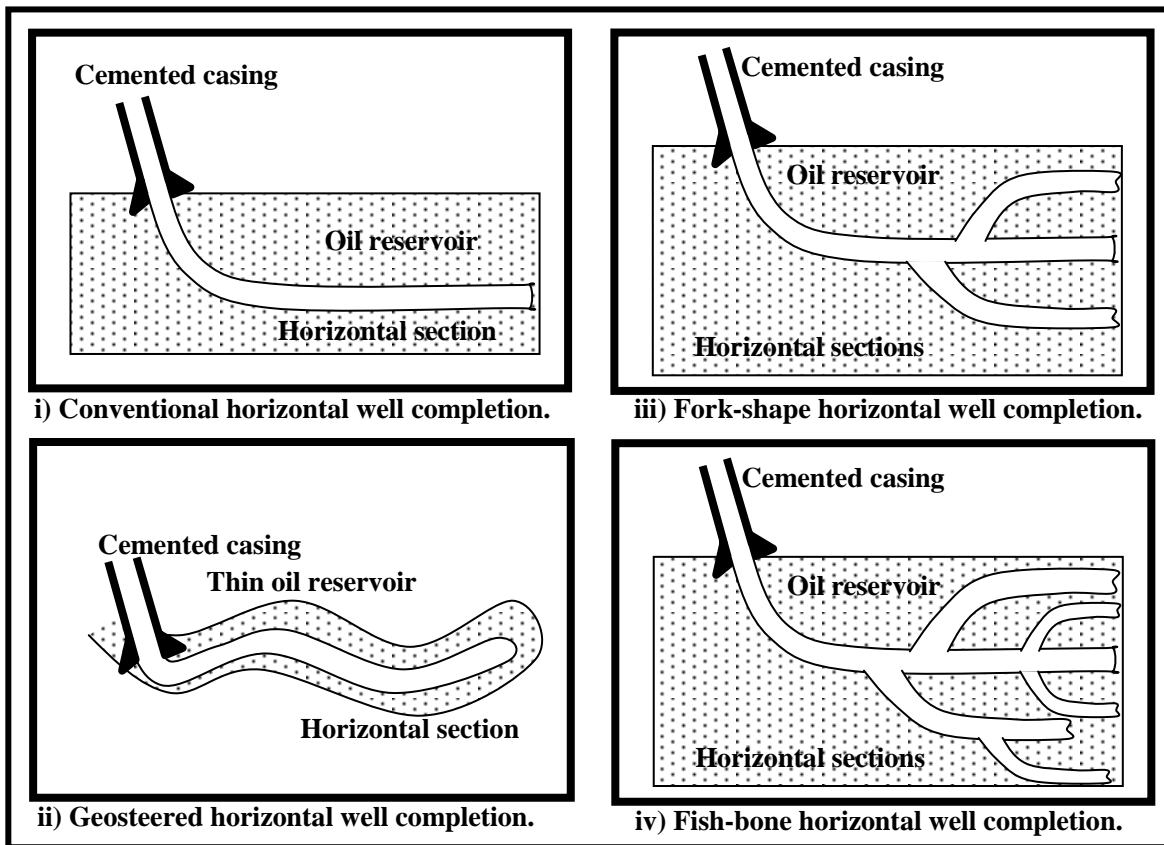 Cemented casing
Oil reservoir
Horizontal section
i) Conventional horizontal well completion.
Cemented casing
Thin oil reservoir
Horizontal section
ii) Geosteered horizontal well completion.
Cemented casing
Oil reservoir
Horizontal sections
iii) Fork-shape horizontal well completion.
Cemented casing
Oil reservoir
Horizontal sections
iv) Fish-bone horizontal well completion.